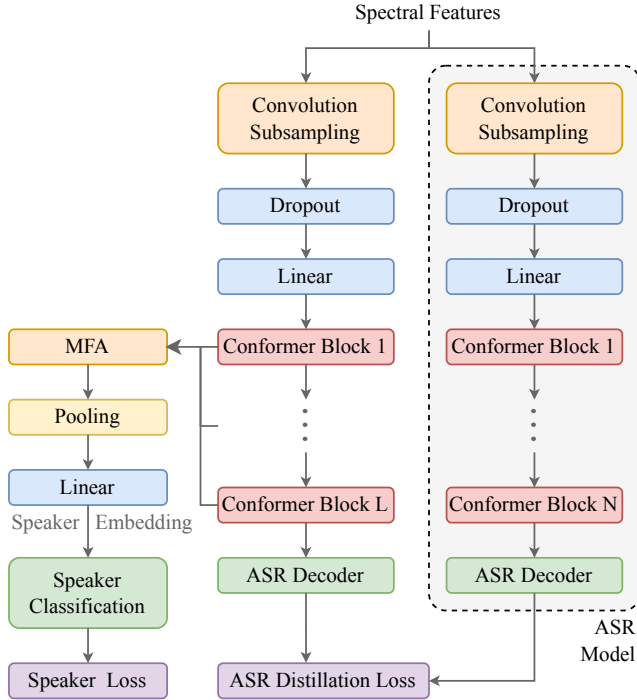 Spectral Features
Convolution
Subsampling
Convolution
Subsampling
Dropout
Dropout
Linear
Linear
MFA
Conformer Block 1
Conformer Block 1
Pooling
Linear
Conformer Block L
Conformer Block N
Speaker Embedding
Speaker
Classification
ASR Decoder
ASR Decoder
ASR
Model
Speaker Loss
ASR Distillation Loss